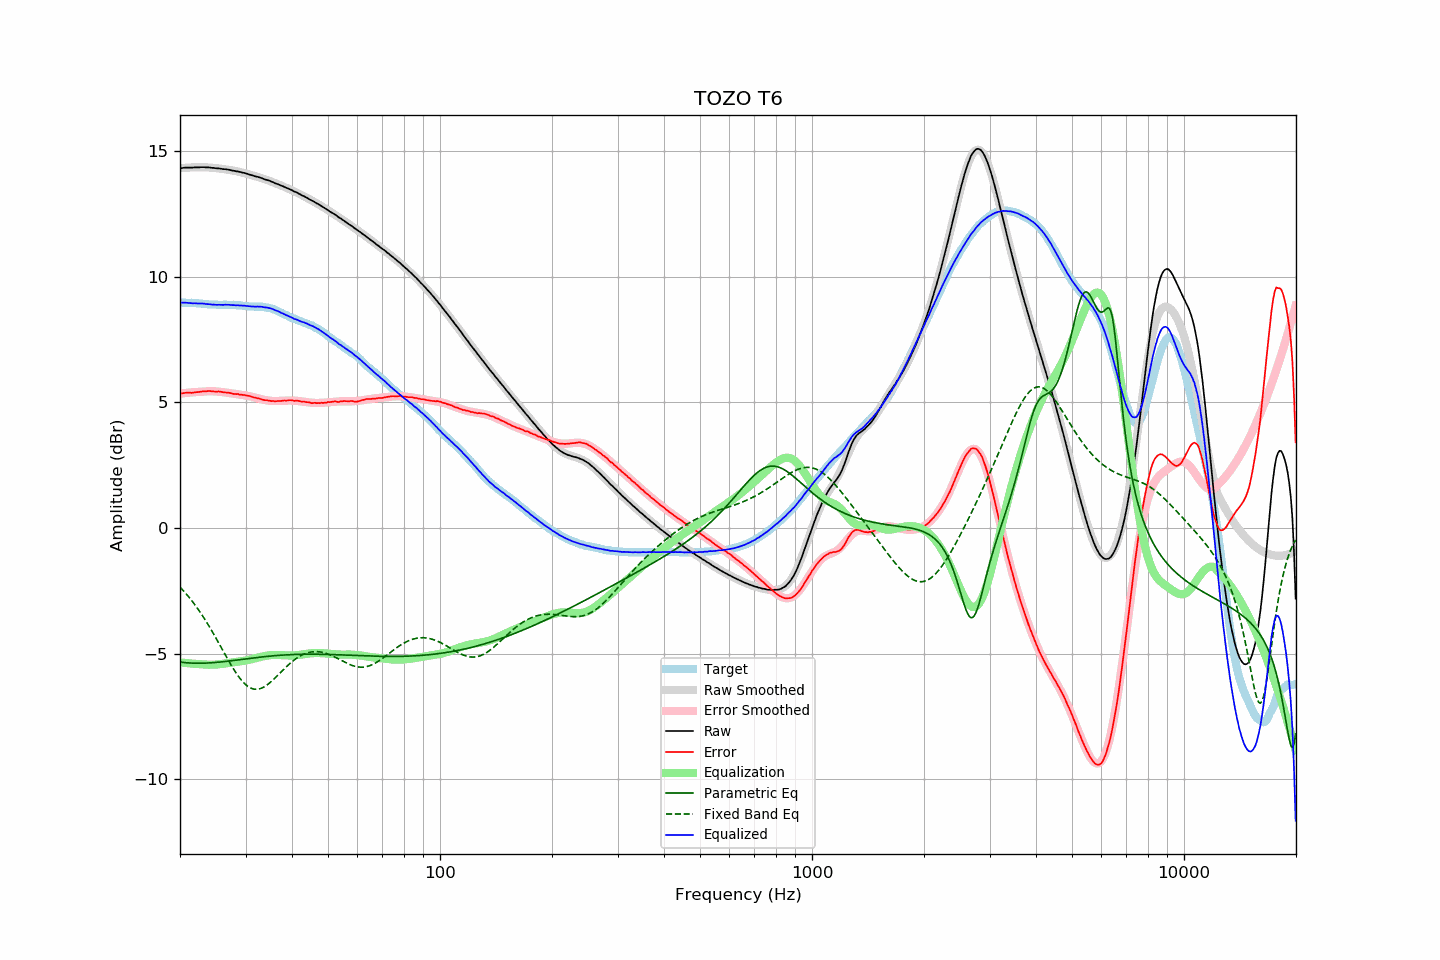 TOZO T6
Amplitude (dBr)
15
10
5
0
−5
−10
Target
Raw Smoothed
Error Smoothed
Raw
Error
Equalization
Parametric Eq
Fixed Band Eq
Equalized
100
1000
10000
Frequency (Hz)